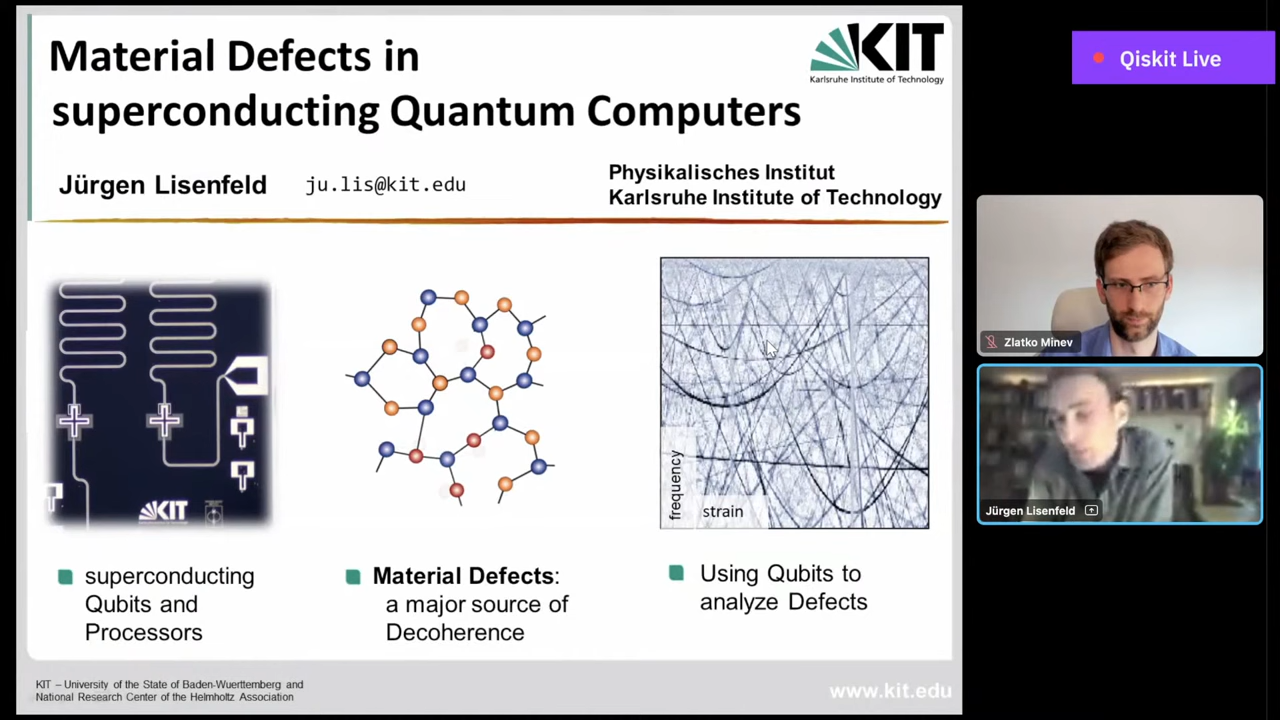 Material Defects in
superconducting Quantum Computers
KIT
Karlsruhe Institute of Technology
Qiskit Live
Jürgen Lisenfeld
ju.lis@kit.edu
Physikalisches Institut
Karlsruhe Institute of Technology
KIT
frequency
strain
Zlatko Minev
Jürgen Lisenfeld
superconducting
Qubits and
Processors
Material Defects:
a major source of
Decoherence
Using Qubits to
analyze Defects
KIT – University of the State of Baden-Wuerttemberg and
National Research Center of the Helmholtz Association
www.kit.edu